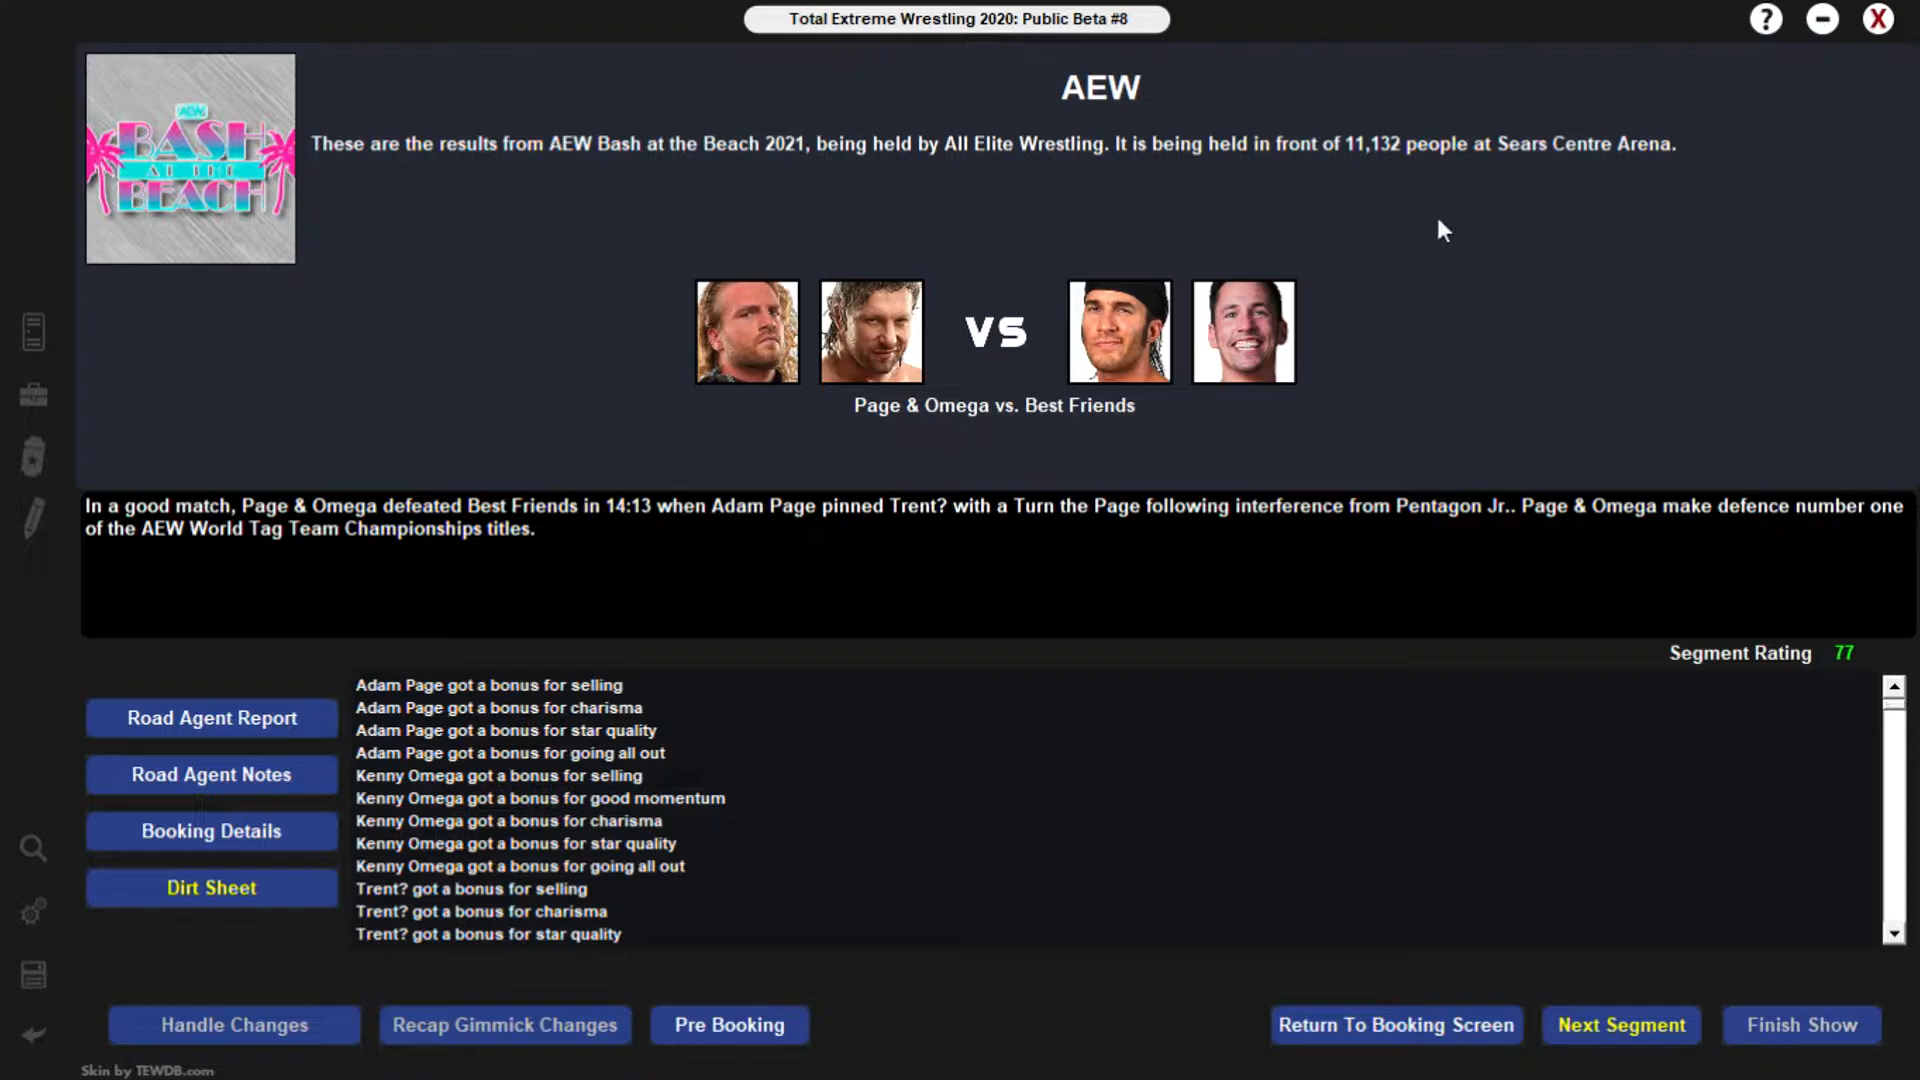 Total Extreme Wrestling 2020: Public Beta #8
?
X
AEW
AEW
BASH
AT THE
BEACH
These are the results from AEW Bash at the Beach 2021, being held by All Elite Wrestling. It is being held in front of 11,132 people at Sears Centre Arena.
VS
Page & Omega vs. Best Friends
In a good match, Page & Omega defeated Best Friends in 14:13 when Adam Page pinned Trent? with a Turn the Page following interference from Pentagon Jr.. Page & Omega make defence number one
of the AEW World Tag Team Championships titles.
Segment Rating 77
Road Agent Report
Road Agent Notes
Booking Details
Dirt Sheet
Adam Page got a bonus for selling
Adam Page got a bonus for charisma
Adam Page got a bonus for star quality
Adam Page got a bonus for going all out
Kenny Omega got a bonus for selling
Kenny Omega got a bonus for good momentum
Kenny Omega got a bonus for charisma
Kenny Omega got a bonus for star quality
Kenny Omega got a bonus for going all out
Trent? got a bonus for selling
Trent? got a bonus for charisma
Trent? got a bonus for star quality
Handle Changes
Recap Gimmick Changes
Pre Booking
Return To Booking Screen
Next Segment
Finish Show
Skin by TEWDB.com